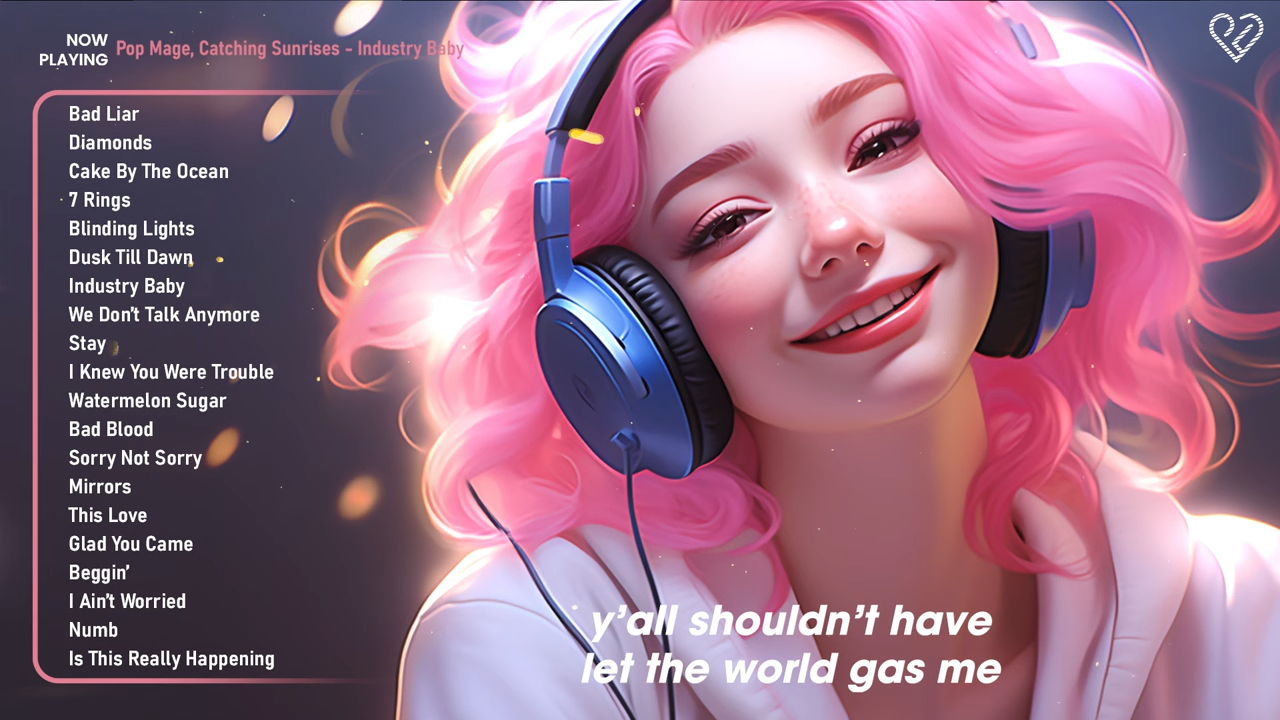 NOW
PLAYING
Pop Mage, Catching Sunrises - Industry Baby
Bad Liar
Diamonds
Cake By The Ocean
7 Rings
Blinding Lights
Dusk Till Dawn
Industry Baby
We Don't Talk Anymore
Stay
I Knew You Were Trouble
Watermelon Sugar
Bad Blood
Sorry Not Sorry
Mirrors
This Love
Glad You Came
Beggin'
I Ain't Worried
Numb
Is This Really Happening
y'all shouldn't have
let the world gas me